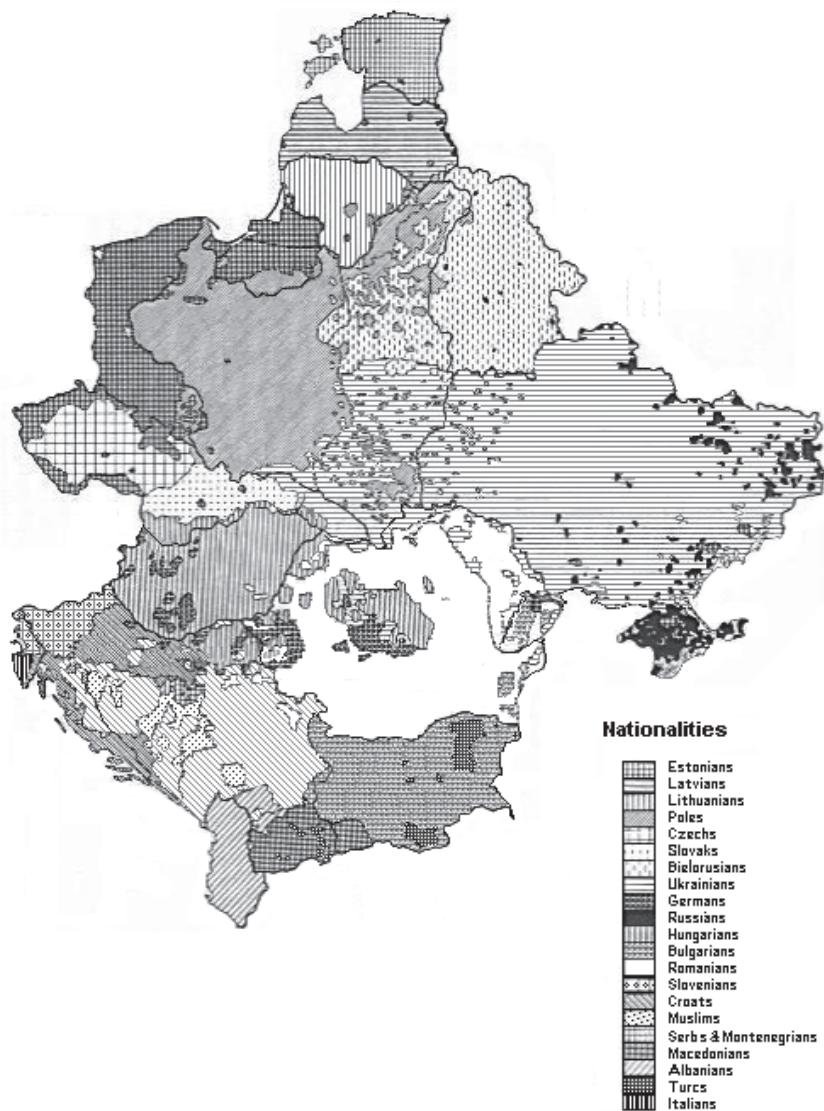 Nationalities
Estonians
Latvians
Lithuanians
Poles
Czechs
Slovaks
Bielorusians
Ukrainians
Germans
Russians
Hungarians
Bulgarians
Romanians
Slovenians
Croats
Muslims
Serbs & Montenegrians
Macedonians
Albanians
Turcs
Italians